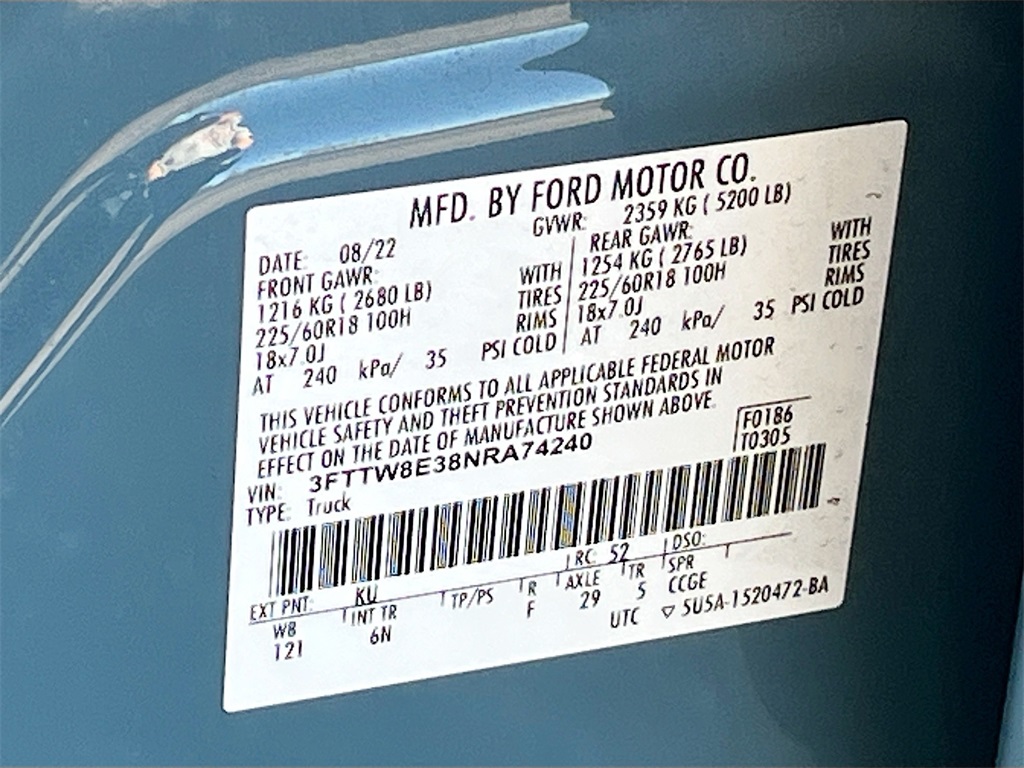 MFD. BY FORD MOTOR CO.
DATE: 08/22 GVWR: 2359 KG ( 5200 LB)
FRONT GAWR: REAR GAWR:
1216 KG ( 2680 LB) WITH 1254 KG ( 2765 LB) WITH
225/60R18 100H TIRES 225/60R18 100H TIRES
18x7.0J RIMS 18x7.0J RIMS
AT 240 kPa/ 35 PSI COLD AT 240 kPa/ 35 PSI COLD
THIS VEHICLE CONFORMS TO ALL APPLICABLE FEDERAL MOTOR
VEHICLE SAFETY AND THEFT PREVENTION STANDARDS IN
EFFECT ON THE DATE OF MANUFACTURE SHOWN ABOVE.
F0186
T0305
VIN: 3FTTW8E38NRA74240
TYPE: Truck
EXT PNT: KU RC: 52 DSO:
W8 INT TR TP/PS R AXLE TR SPR
121 6N F 29 5 CCGE
UTC ▽ 5U5A-1520472-BA